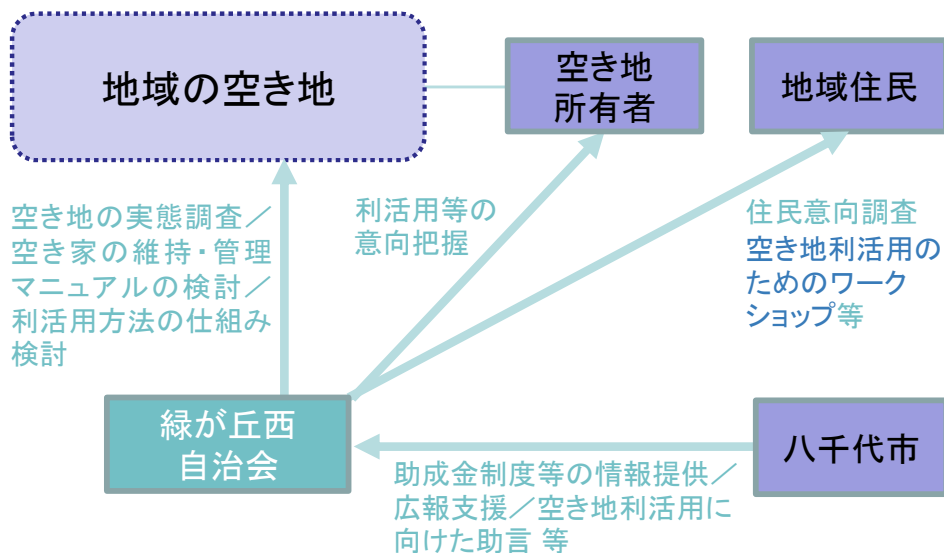 地域の空き地
空き地
所有者
地域住民
空き地の実態調査／
空き家の維持・管理
マニュアルの検討／
利活用方法の仕組み
検討
利活用等の
意向把握
住民意向調査
空き地利活用の
ためのワーク
ショップ等
緑が丘西
自治会
八千代市
助成金制度等の情報提供／
広報支援／空き地利活用に
向けた助言 等